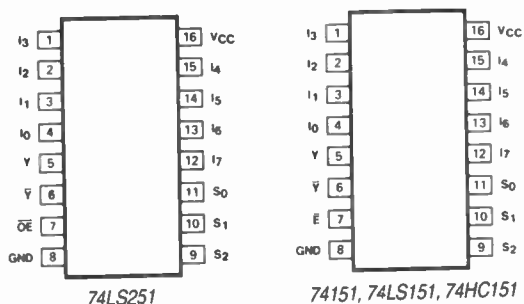 I3 1 16 VCC
I2 2 15 I4
I1 3 14 I5
I0 4 13 I6
Y 5 12 I7
Y̅ 6 11 S0
O̅E̅ 7 10 S1
GND 8 9 S2
74LS251
I3 1 16 VCC
I2 2 15 I4
I1 3 14 I5
I0 4 13 I6
Y 5 12 I7
Y̅ 6 11 S0
E̅ 7 10 S1
GND 8 9 S2
74151, 74LS151, 74HC151